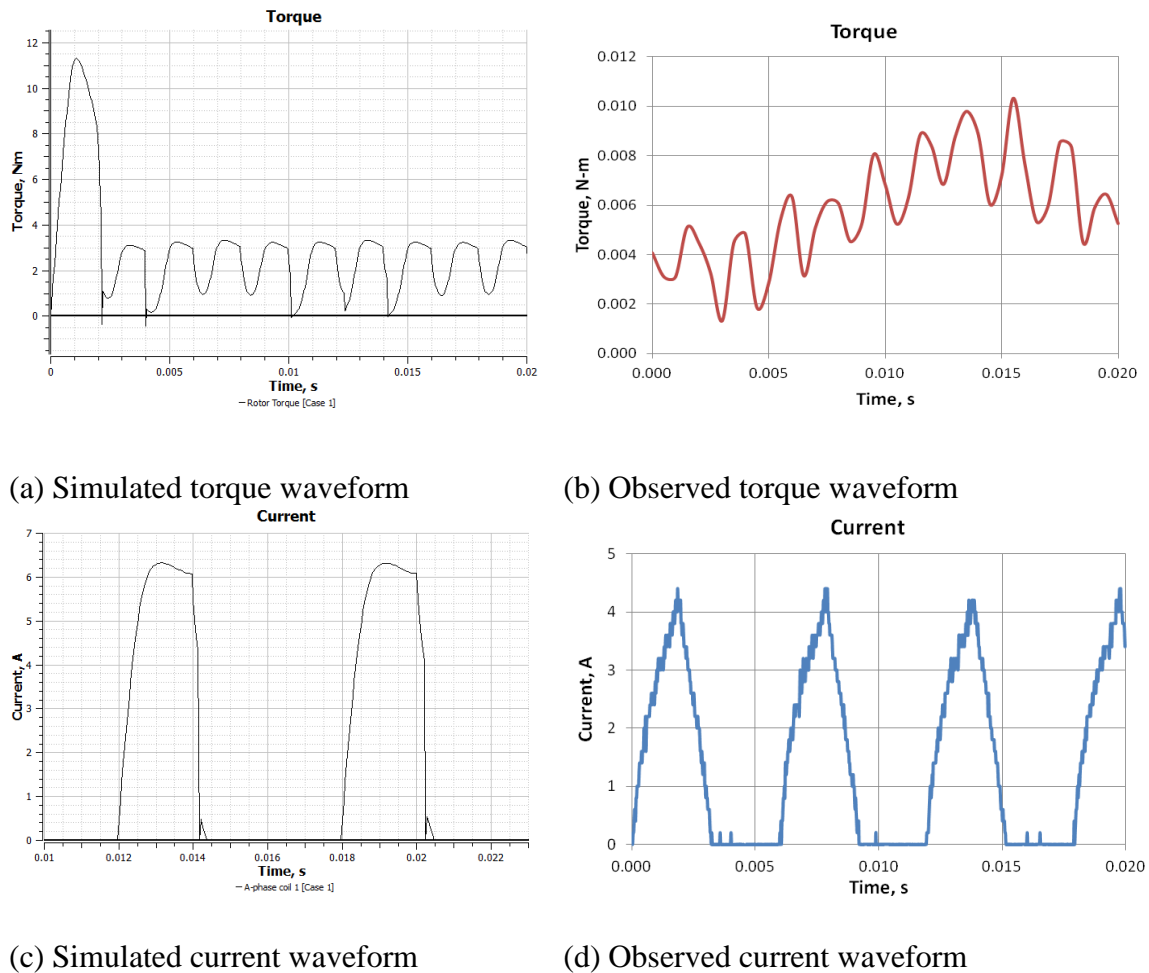 Torque
12
10
8
6
4
2
0
Torque, Nm
0 0.005 0.01 0.015 0.02
Time, s
Rotor Torque [Case 1]
Torque
0.012
0.010
0.008
0.006
0.004
0.002
0.000
Torque, N-m
0.000 0.005 0.010 0.015 0.020
Time, s
(a) Simulated torque waveform
(b) Observed torque waveform
Current
7
6
5
4
3
2
1
0
Current, A
0.01 0.012 0.014 0.016 0.018 0.02 0.022
Time, s
A-phase coil 1 [Case 1]
Current
5
4
3
2
1
0
Current, A
0.000 0.005 0.010 0.015 0.020
Time, s
(c) Simulated current waveform
(d) Observed current waveform